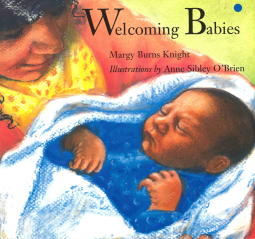 Welcoming Babies
Margy Burns Knight
Illustrations by Anne Sibley O'Brien